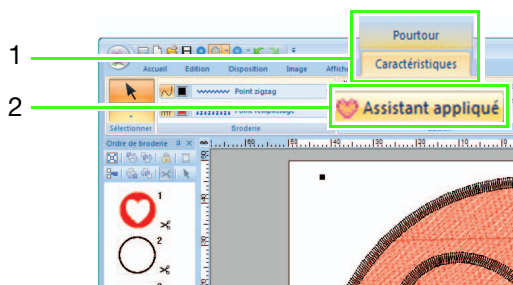 Pourtour
1
Caractéristiques
Accueil Edition Disposition Image
Point zigzag
2
Assistant appliqué
Sélectionner Broderie
Ordre de broderie
1
2